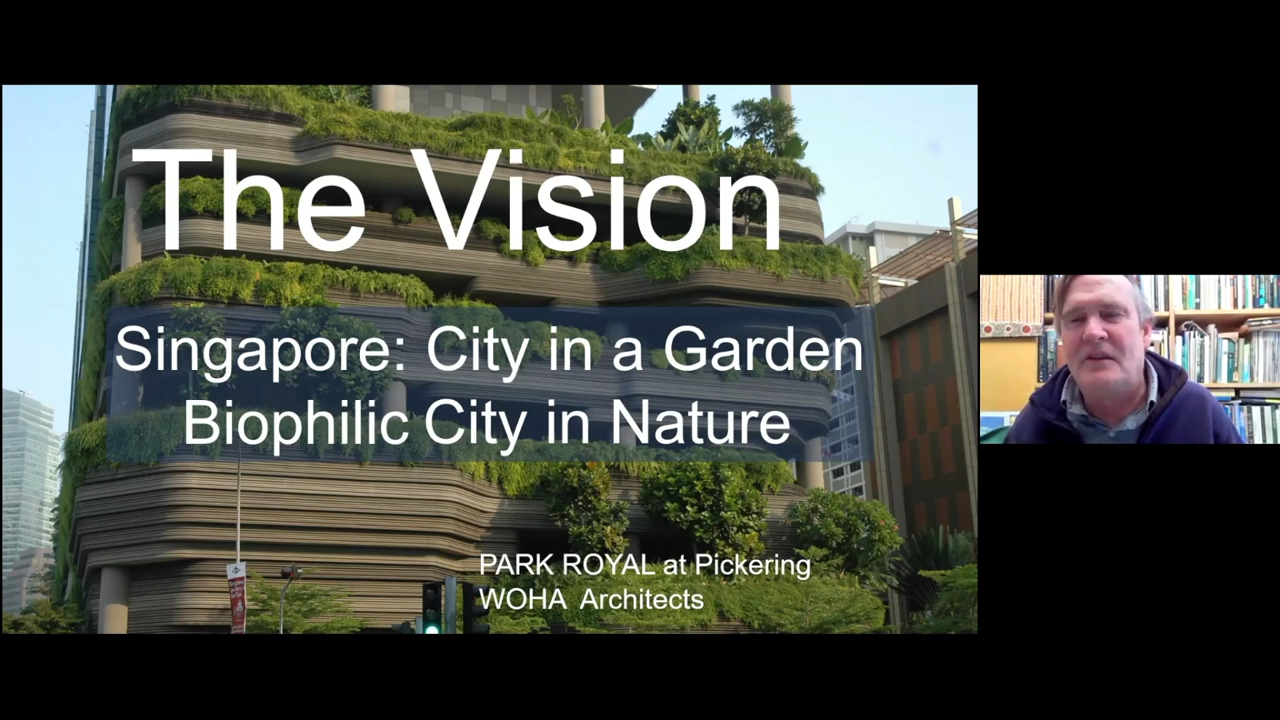 The Vision
Singapore: City in a Garden
Biophilic City in Nature
PARK ROYAL at Pickering
WOHA Architects